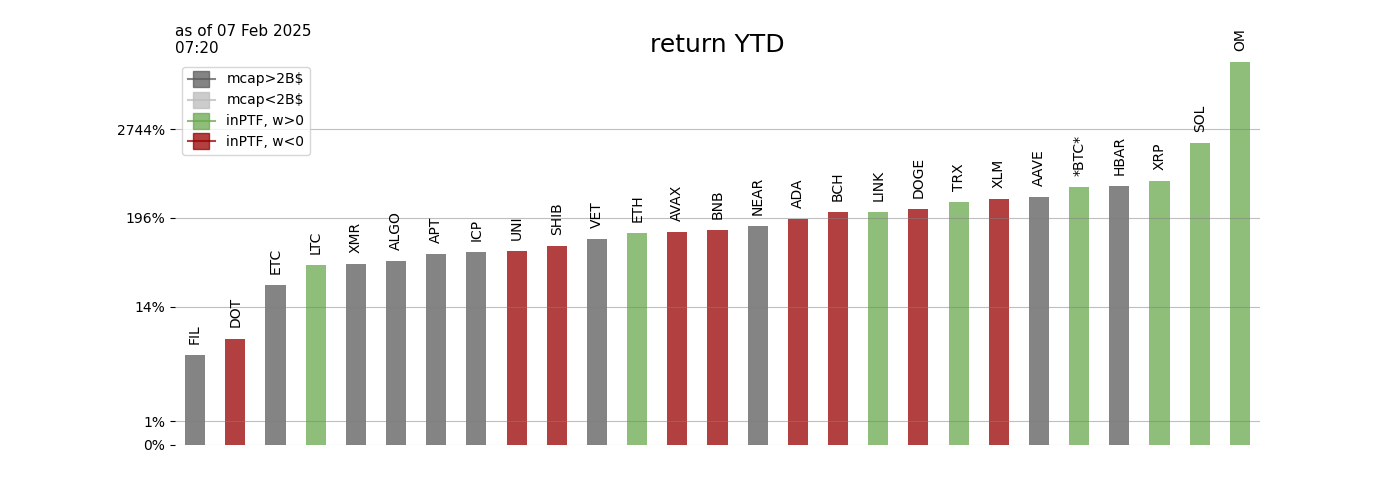 as of 07 Feb 2025
07:20
return YTD
mcap>2B$
mcap<2B$
inPTF, w>0
inPTF, w<0
2744%
196%
14%
1%
0%
FIL
DOT
ETC
LTC
XMR
ALGO
APT
ICP
UNI
SHIB
VET
ETH
AVAX
BNB
NEAR
ADA
BCH
LINK
DOGE
TRX
XLM
AAVE
*BTC*
HBAR
XRP
SOL
OM